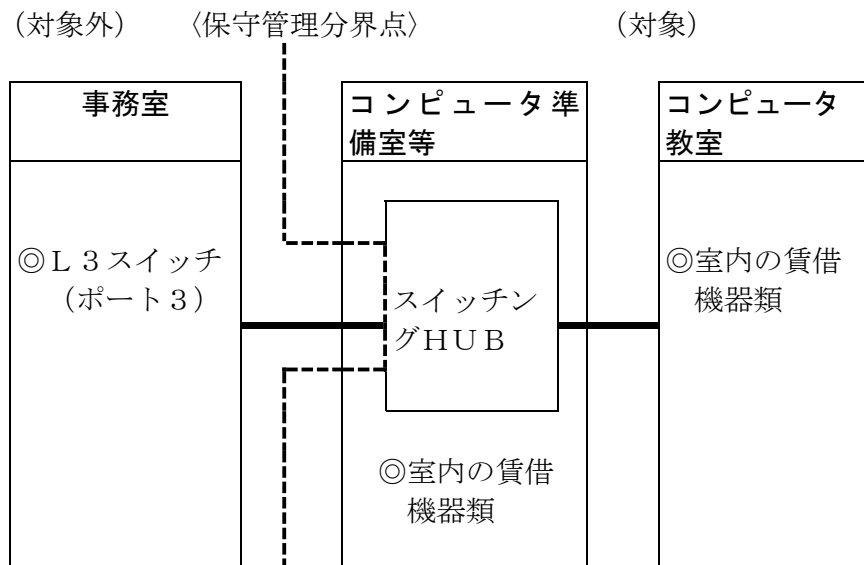 （対象外）　〈保守管理分界点〉　（対象）
事務室
コンピュータ準
備室等
コンピュータ
教室
◎Ｌ３スイッチ
（ポート３）
スイッチン
グＨＵＢ
◎室内の賃借
機器類
◎室内の賃借
機器類